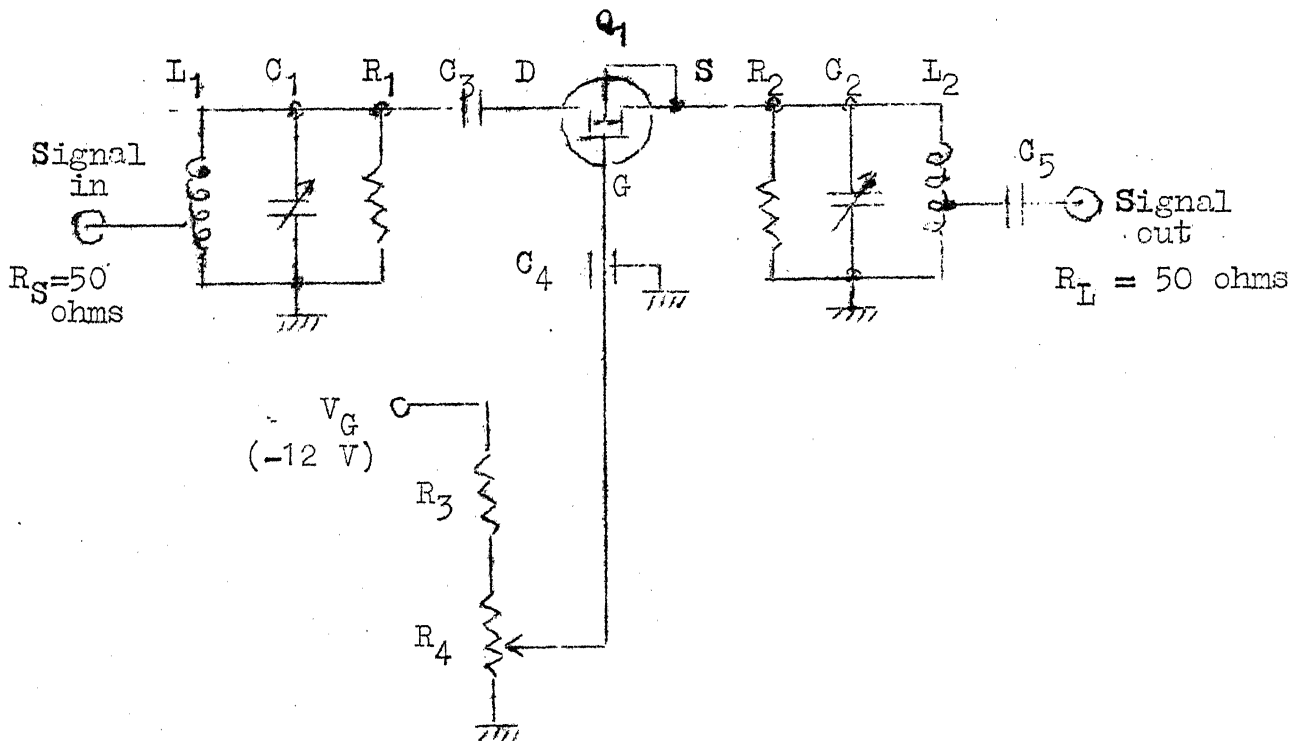 Q1
L1 C1 R1 C3 D S R2 C2 L2
Signal
in
RS=50
ohms
G
C4
C5
Signal
out
RL = 50 ohms
VG
(-12 V)
R3
R4